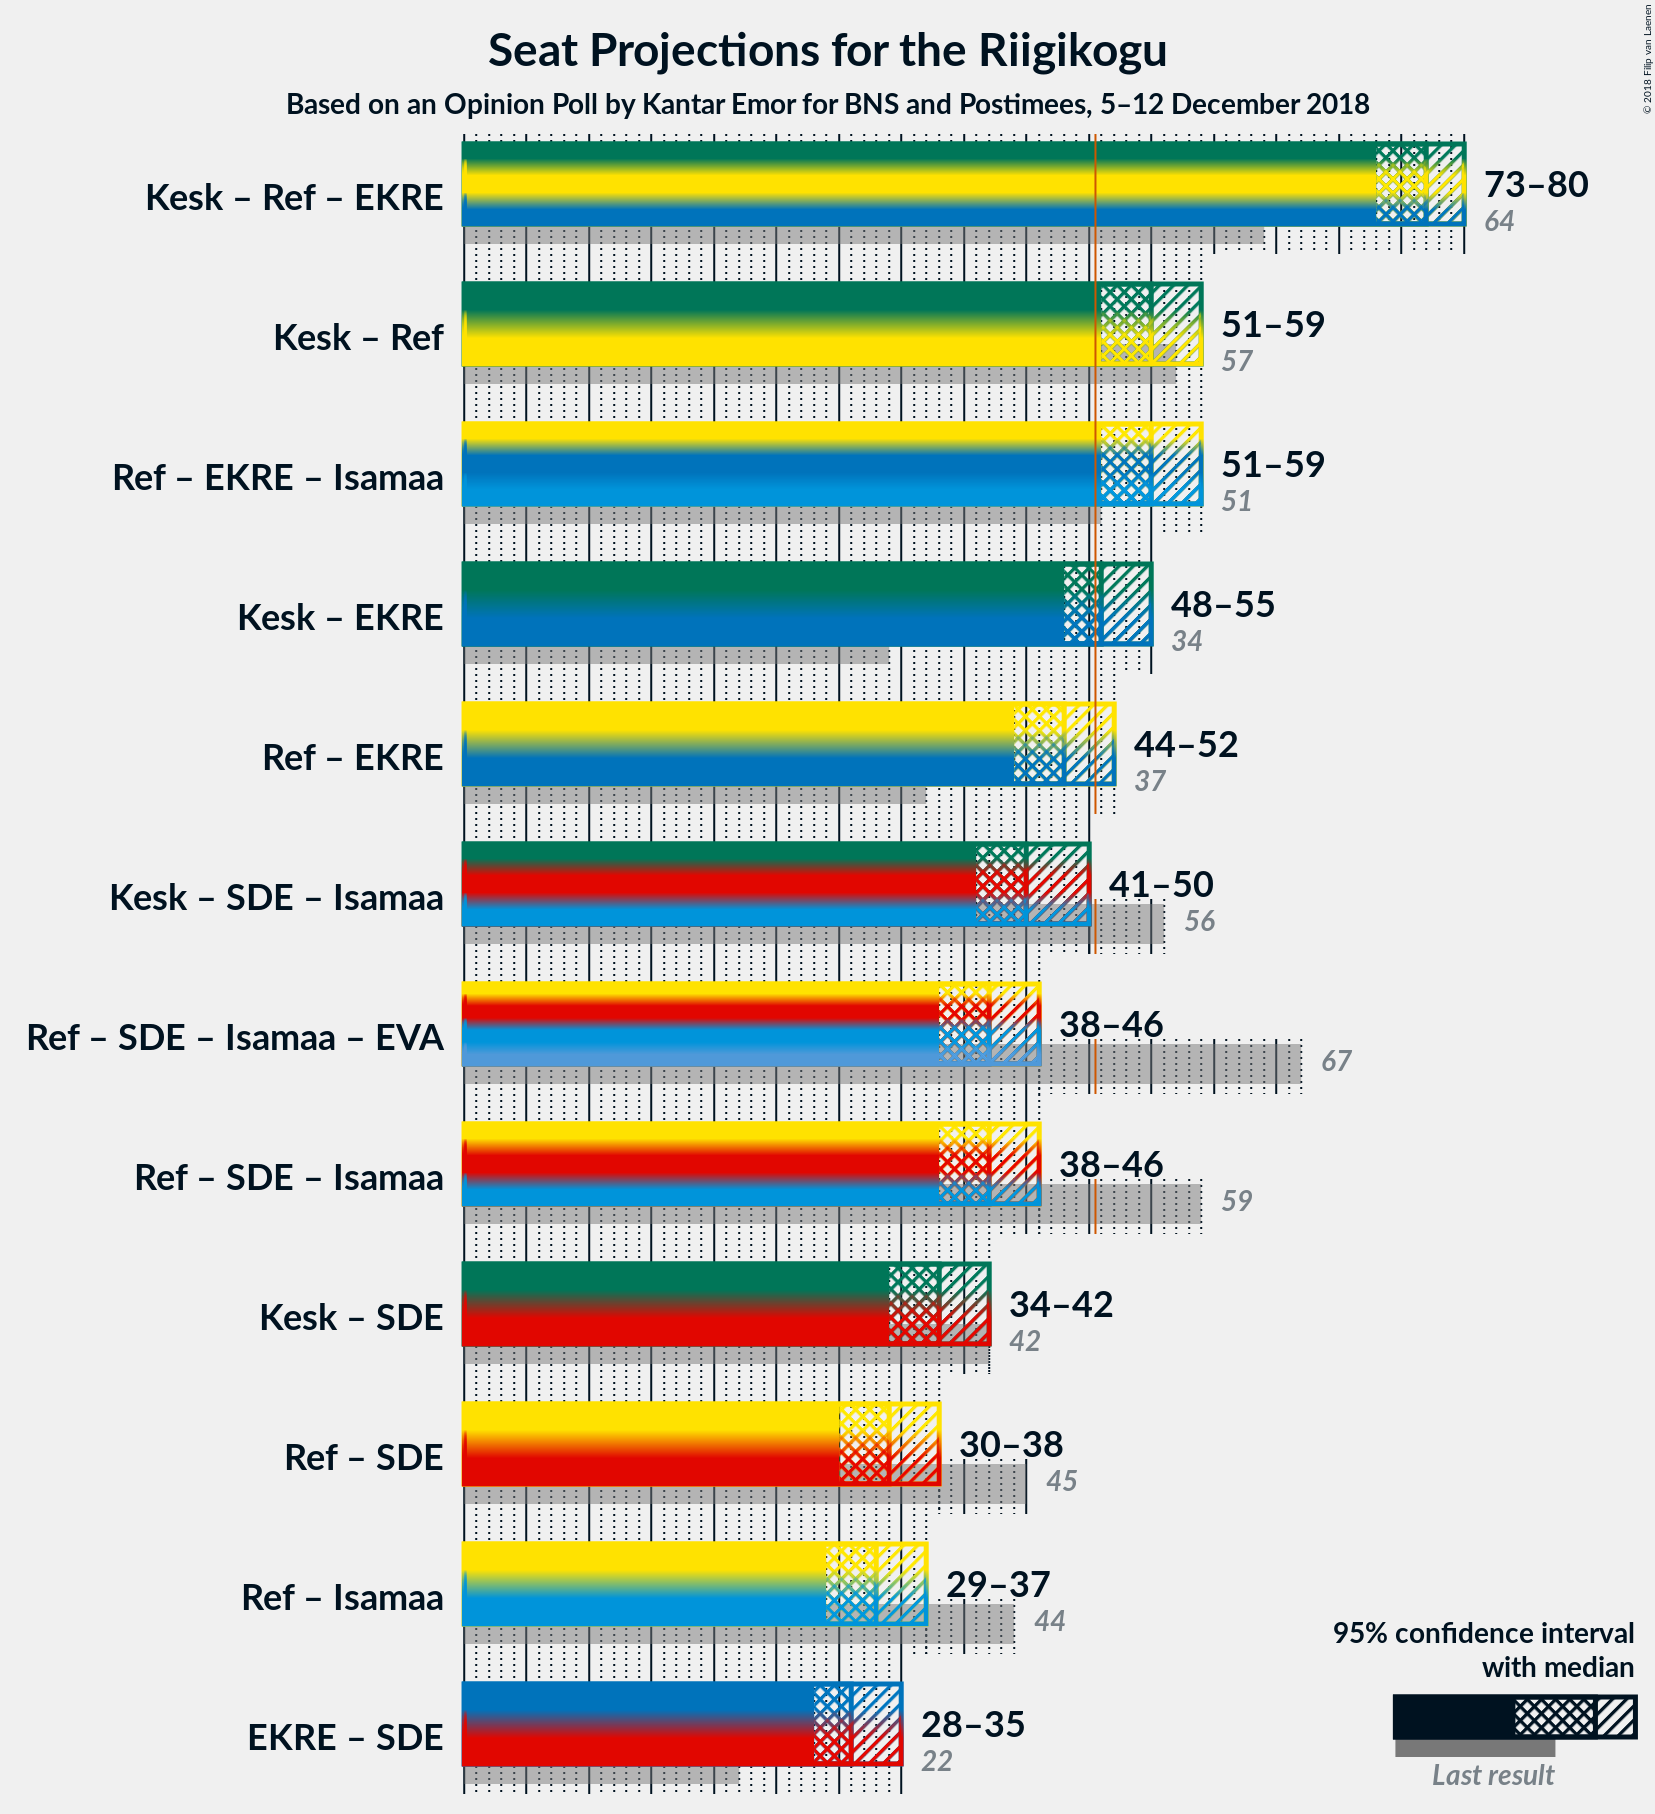 Seat Projections for the Riigikogu
Based on an Opinion Poll by Kantar Emor for BNS and Postimees, 5–12 December 2018
© 2018 Filip van Laenen
Kesk – Ref – EKRE
73–80
64
Kesk – Ref
51–59
57
Ref – EKRE – Isamaa
51–59
51
Kesk – EKRE
48–55
34
Ref – EKRE
44–52
37
Kesk – SDE – Isamaa
41–50
56
Ref – SDE – Isamaa – EVA
38–46
67
Ref – SDE – Isamaa
38–46
59
Kesk – SDE
34–42
42
Ref – SDE
30–38
45
Ref – Isamaa
29–37
44
EKRE – SDE
28–35
22
95% confidence interval
with median
Last result